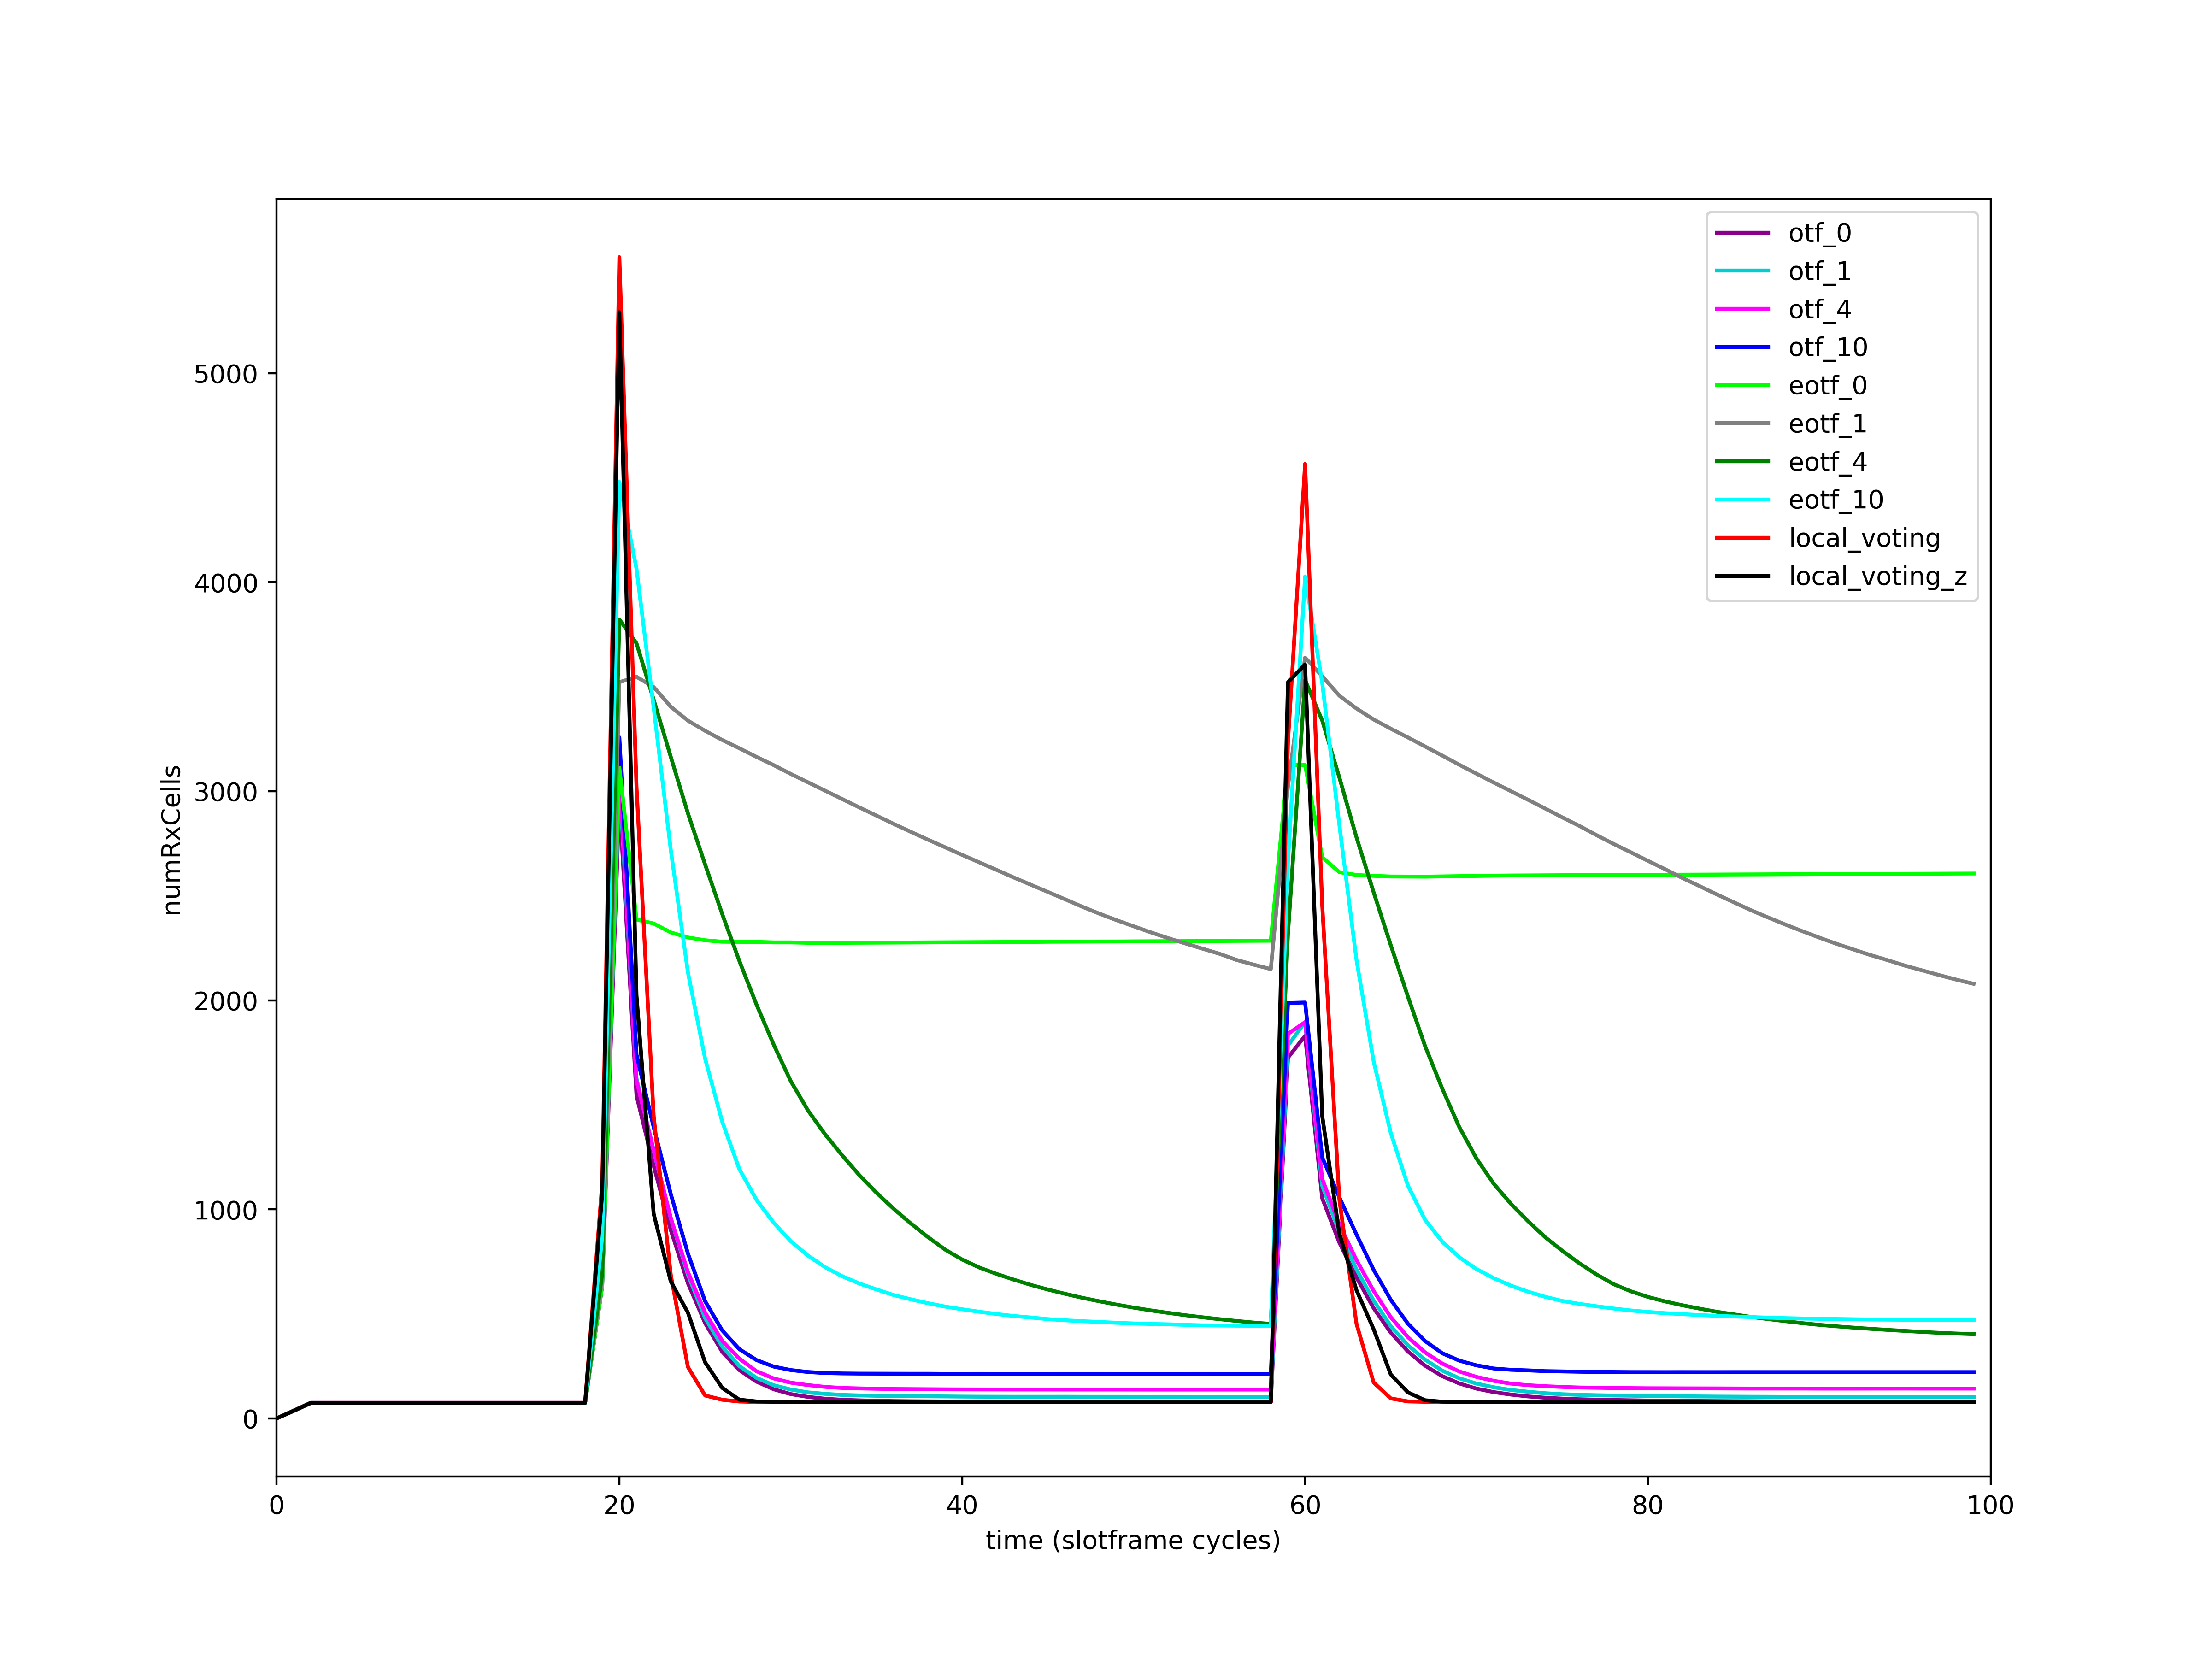 otf_0
otf_1
otf_4
otf_10
eotf_0
eotf_1
eotf_4
eotf_10
local_voting
local_voting_z
5000
4000
3000
2000
1000
0
numRxCells
0 20 40 60 80 100
time (slotframe cycles)